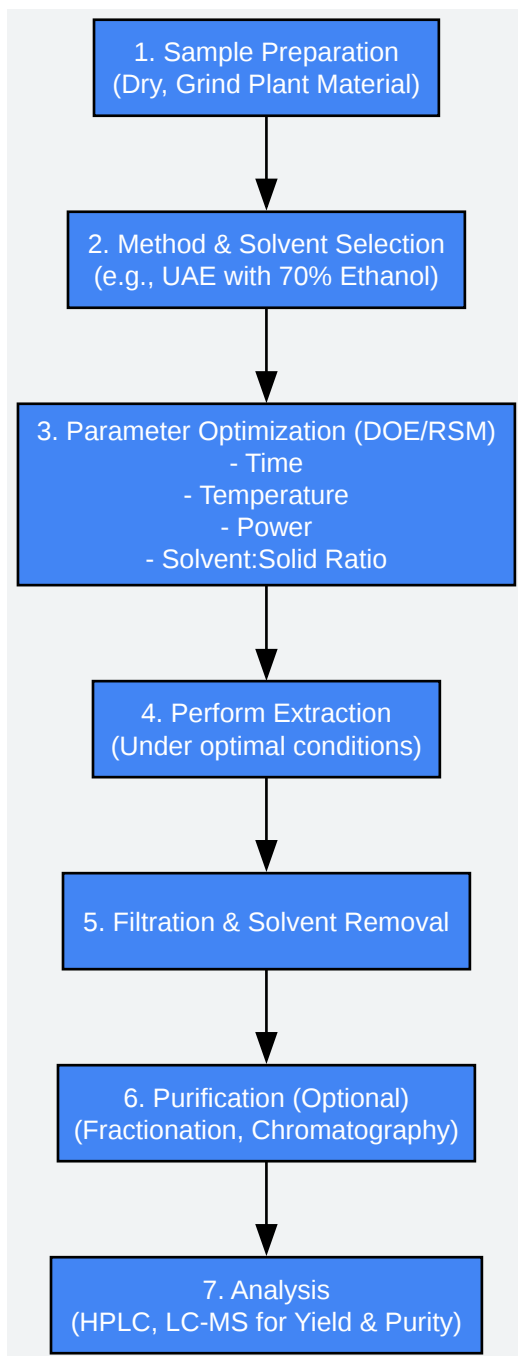 1. Sample Preparation
(Dry, Grind Plant Material)
2. Method & Solvent Selection
(e.g., UAE with 70% Ethanol)
3. Parameter Optimization (DOE/RSM)
- Time
- Temperature
- Power
- Solvent:Solid Ratio
4. Perform Extraction
(Under optimal conditions)
5. Filtration & Solvent Removal
6. Purification (Optional)
(Fractionation, Chromatography)
7. Analysis
(HPLC, LC-MS for Yield & Purity)